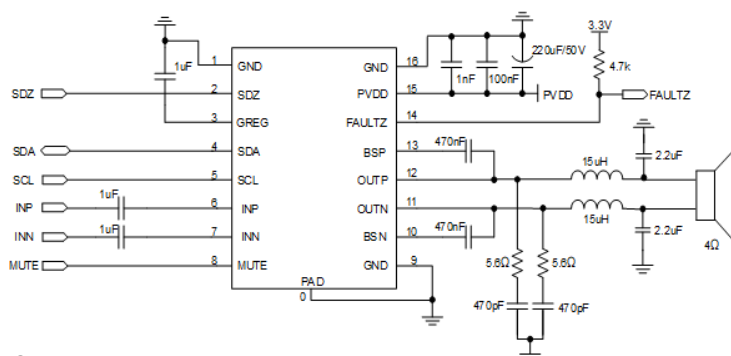 3.3V
220uF/50V
4.7k
1uF
1nF
100nF
1 GND
GND 16
SDZ 2 SDZ
PVDD 15 PVDD
3 GREG
FAULTZ 14 FAULTZ
470nF
SDA 4 SDA
BSP 13
SCL 5 SCL
OUTP 12
15uH
2.2uF
1uF
INP 6 INP
OUTN 11
15uH
1uF
INN 7 INN
BSN 10
470nF
2.2uF
4Ω
MUTE 8 MUTE
GND 9
5.6Ω
5.6Ω
PAD
0
470pF
470pF